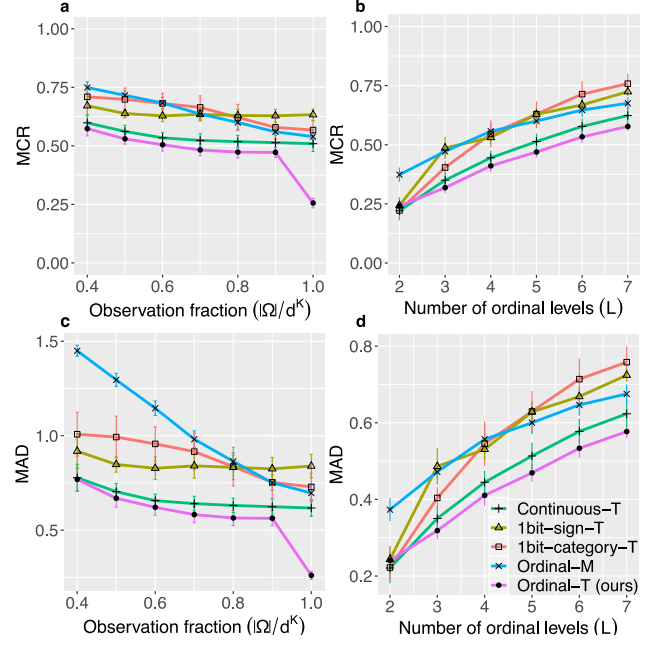 a
b
MCR
1.00
0.75
0.50
0.25
0.00
0.4 0.6 0.8 1.0
Observation fraction (|Ω|/d^K)
MCR
1.00
0.75
0.50
0.25
0.00
2 3 4 5 6 7
Number of ordinal levels (L)
c
d
MAD
1.5
1.0
0.5
0.4 0.6 0.8 1.0
Observation fraction (|Ω|/d^K)
MAD
0.8
0.6
0.4
0.2
Continuous−T
1bit−sign−T
1bit−category−T
Ordinal−M
Ordinal−T (ours)
2 3 4 5 6 7
Number of ordinal levels (L)